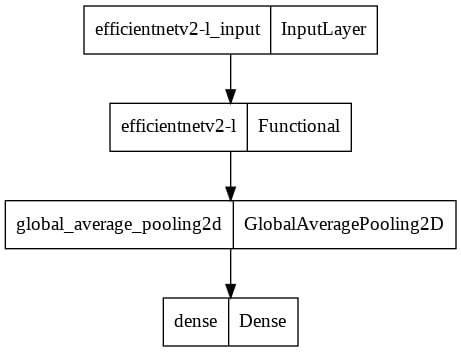 efficientnetv2-l_input InputLayer
efficientnetv2-l Functional
global_average_pooling2d GlobalAveragePooling2D
dense Dense